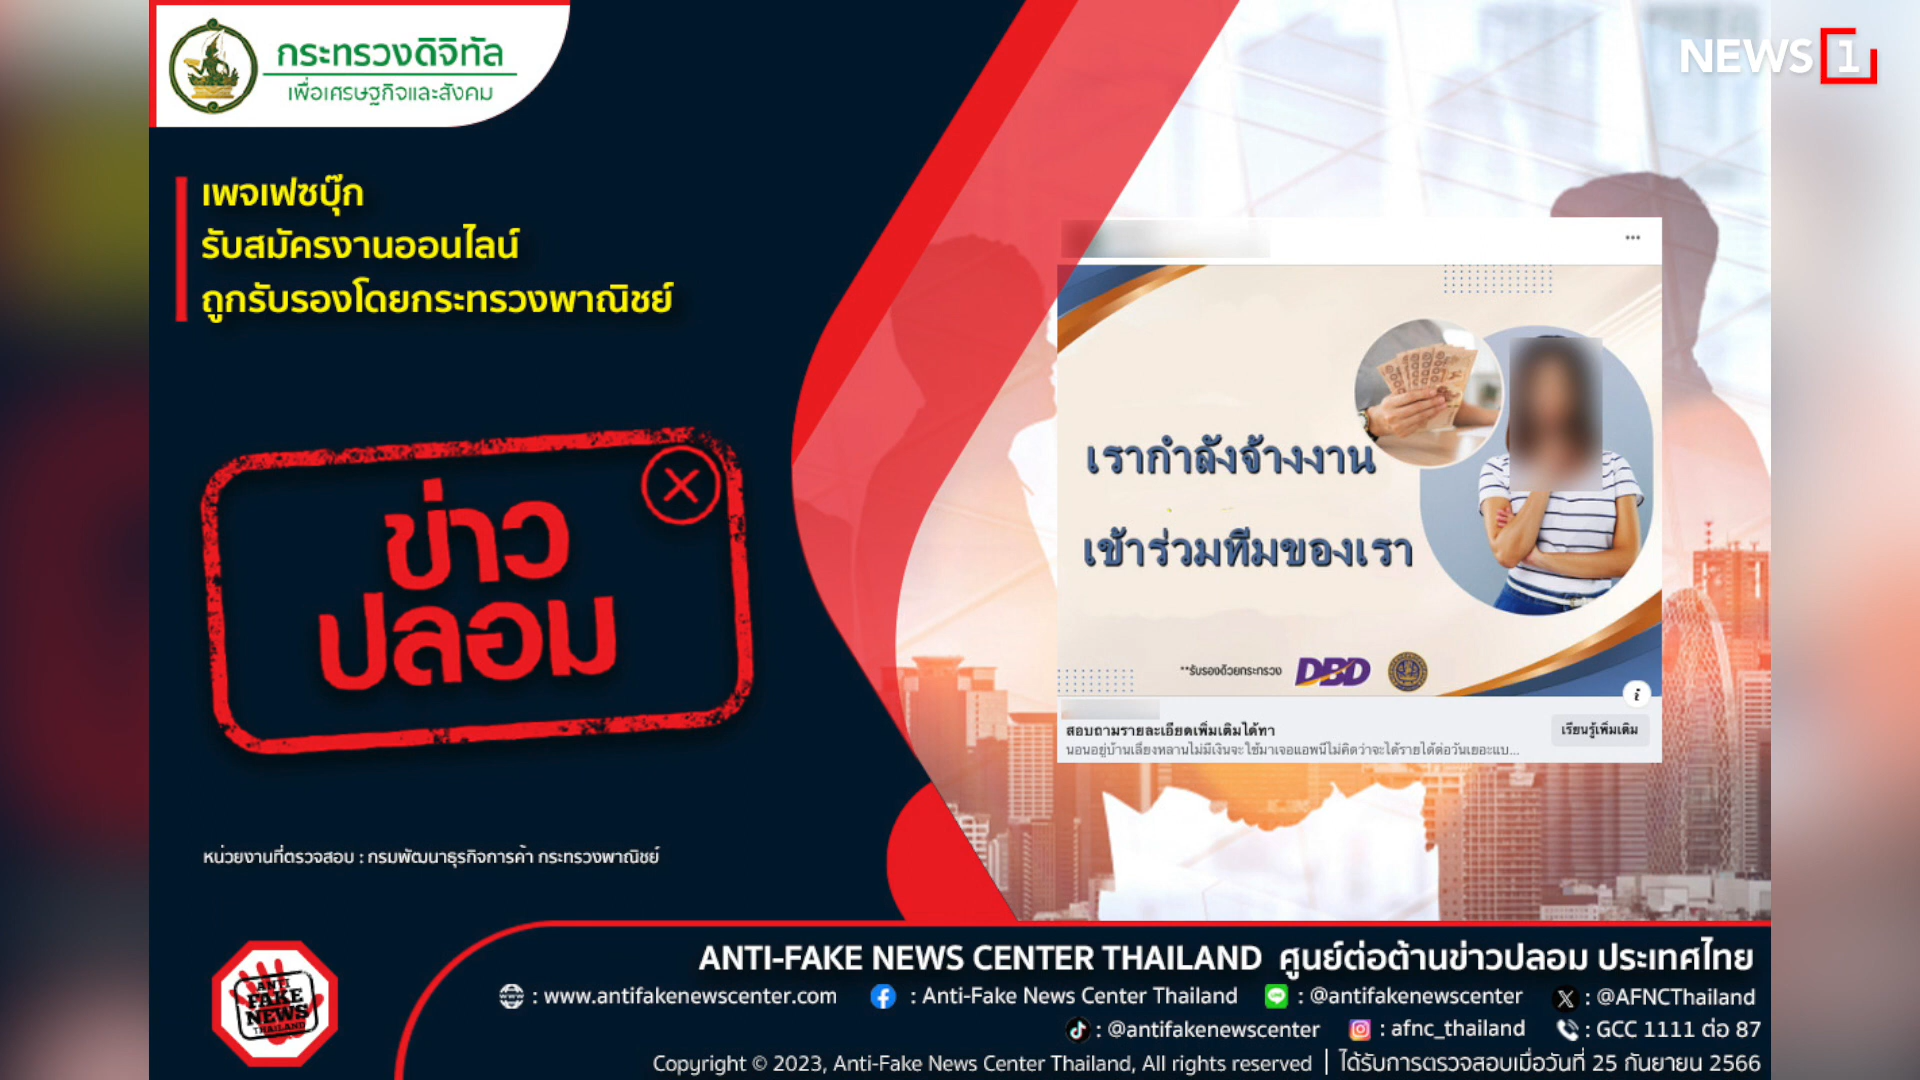 กระทรวงดิจิทัล
เพื่อเศรษฐกิจและสังคม
NEWS 1
เพจเฟซบุ๊ก
รับสมัครงานออนไลน์
ถูกรับรองโดยกระทรวงพาณิชย์
ข่าว
ปลอม
เรากำลังจ้างงาน
เข้าร่วมทีมของเรา
**รับรองด้วยกระทรวง DBD
สอบถามรายละเอียดเพิ่มเติมได้ทา
นอนอยู่บ้านเลี้ยงหลานไม่มีเงินจะใช้มาเจอแอพนี้ไม่คิดว่าจะได้รายได้ต่อวันเยอะแบ...
เรียนรู้เพิ่มเติม
หน่วยงานที่ตรวจสอบ : กรมพัฒนาธุรกิจการค้า กระทรวงพาณิชย์
ANTI
FAKE
NEWS
THAILAND
ANTI-FAKE NEWS CENTER THAILAND ศูนย์ต่อต้านข่าวปลอม ประเทศไทย
: www.antifakenewscenter.com : Anti-Fake News Center Thailand : @antifakenewscenter : @AFNCThailand
: @antifakenewscenter : afnc_thailand : GCC 1111 ต่อ 87
Copyright © 2023, Anti-Fake News Center Thailand, All rights reserved | ได้รับการตรวจสอบเมื่อวันที่ 25 กันยายน 2566